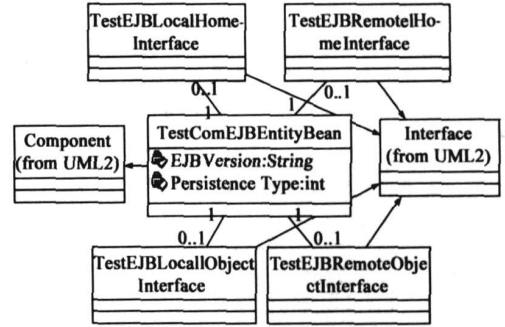 TestEJBLocalHome-
Interface
TestEJBRemotelHo-
meInterface
0..1
0..1
1
1
TestComEJBEntityBean
EJBVersion:String
Persistence Type:int
Component
(from UML2)
Interface
(from UML2)
1
1
0..1
0..1
TestEJBLocallObject
Interface
TestEJBRemoteObje
ctInterface